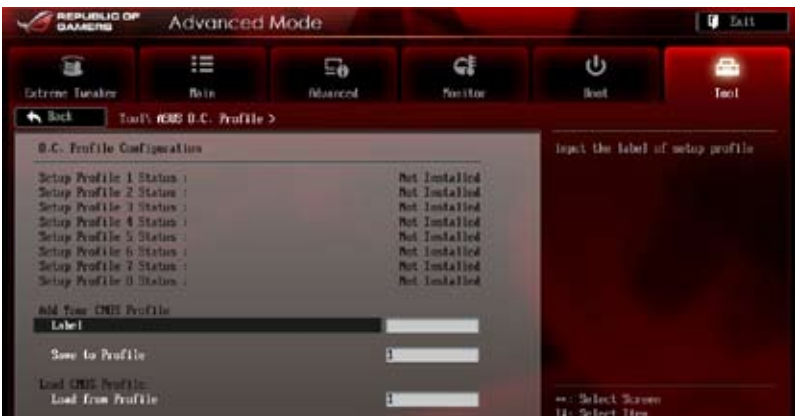 REPUBLIC OF GAMERS
Advanced Mode
Exit
Extreme Tweaker
Main
Advanced
Monitor
Boot
Tool
Back
Tool\ ASUS O.C. Profile >
O.C. Profile Configuration
input the label of setup profile
Setup Profile 1 Status : Not Installed
Setup Profile 2 Status : Not Installed
Setup Profile 3 Status : Not Installed
Setup Profile 4 Status : Not Installed
Setup Profile 5 Status : Not Installed
Setup Profile 6 Status : Not Installed
Setup Profile 7 Status : Not Installed
Setup Profile 8 Status : Not Installed
Add Your CMOS Profile
Label
Save to Profile 1
Load CMOS Profile
Load from Profile 1
: Select Screen
: Select Item